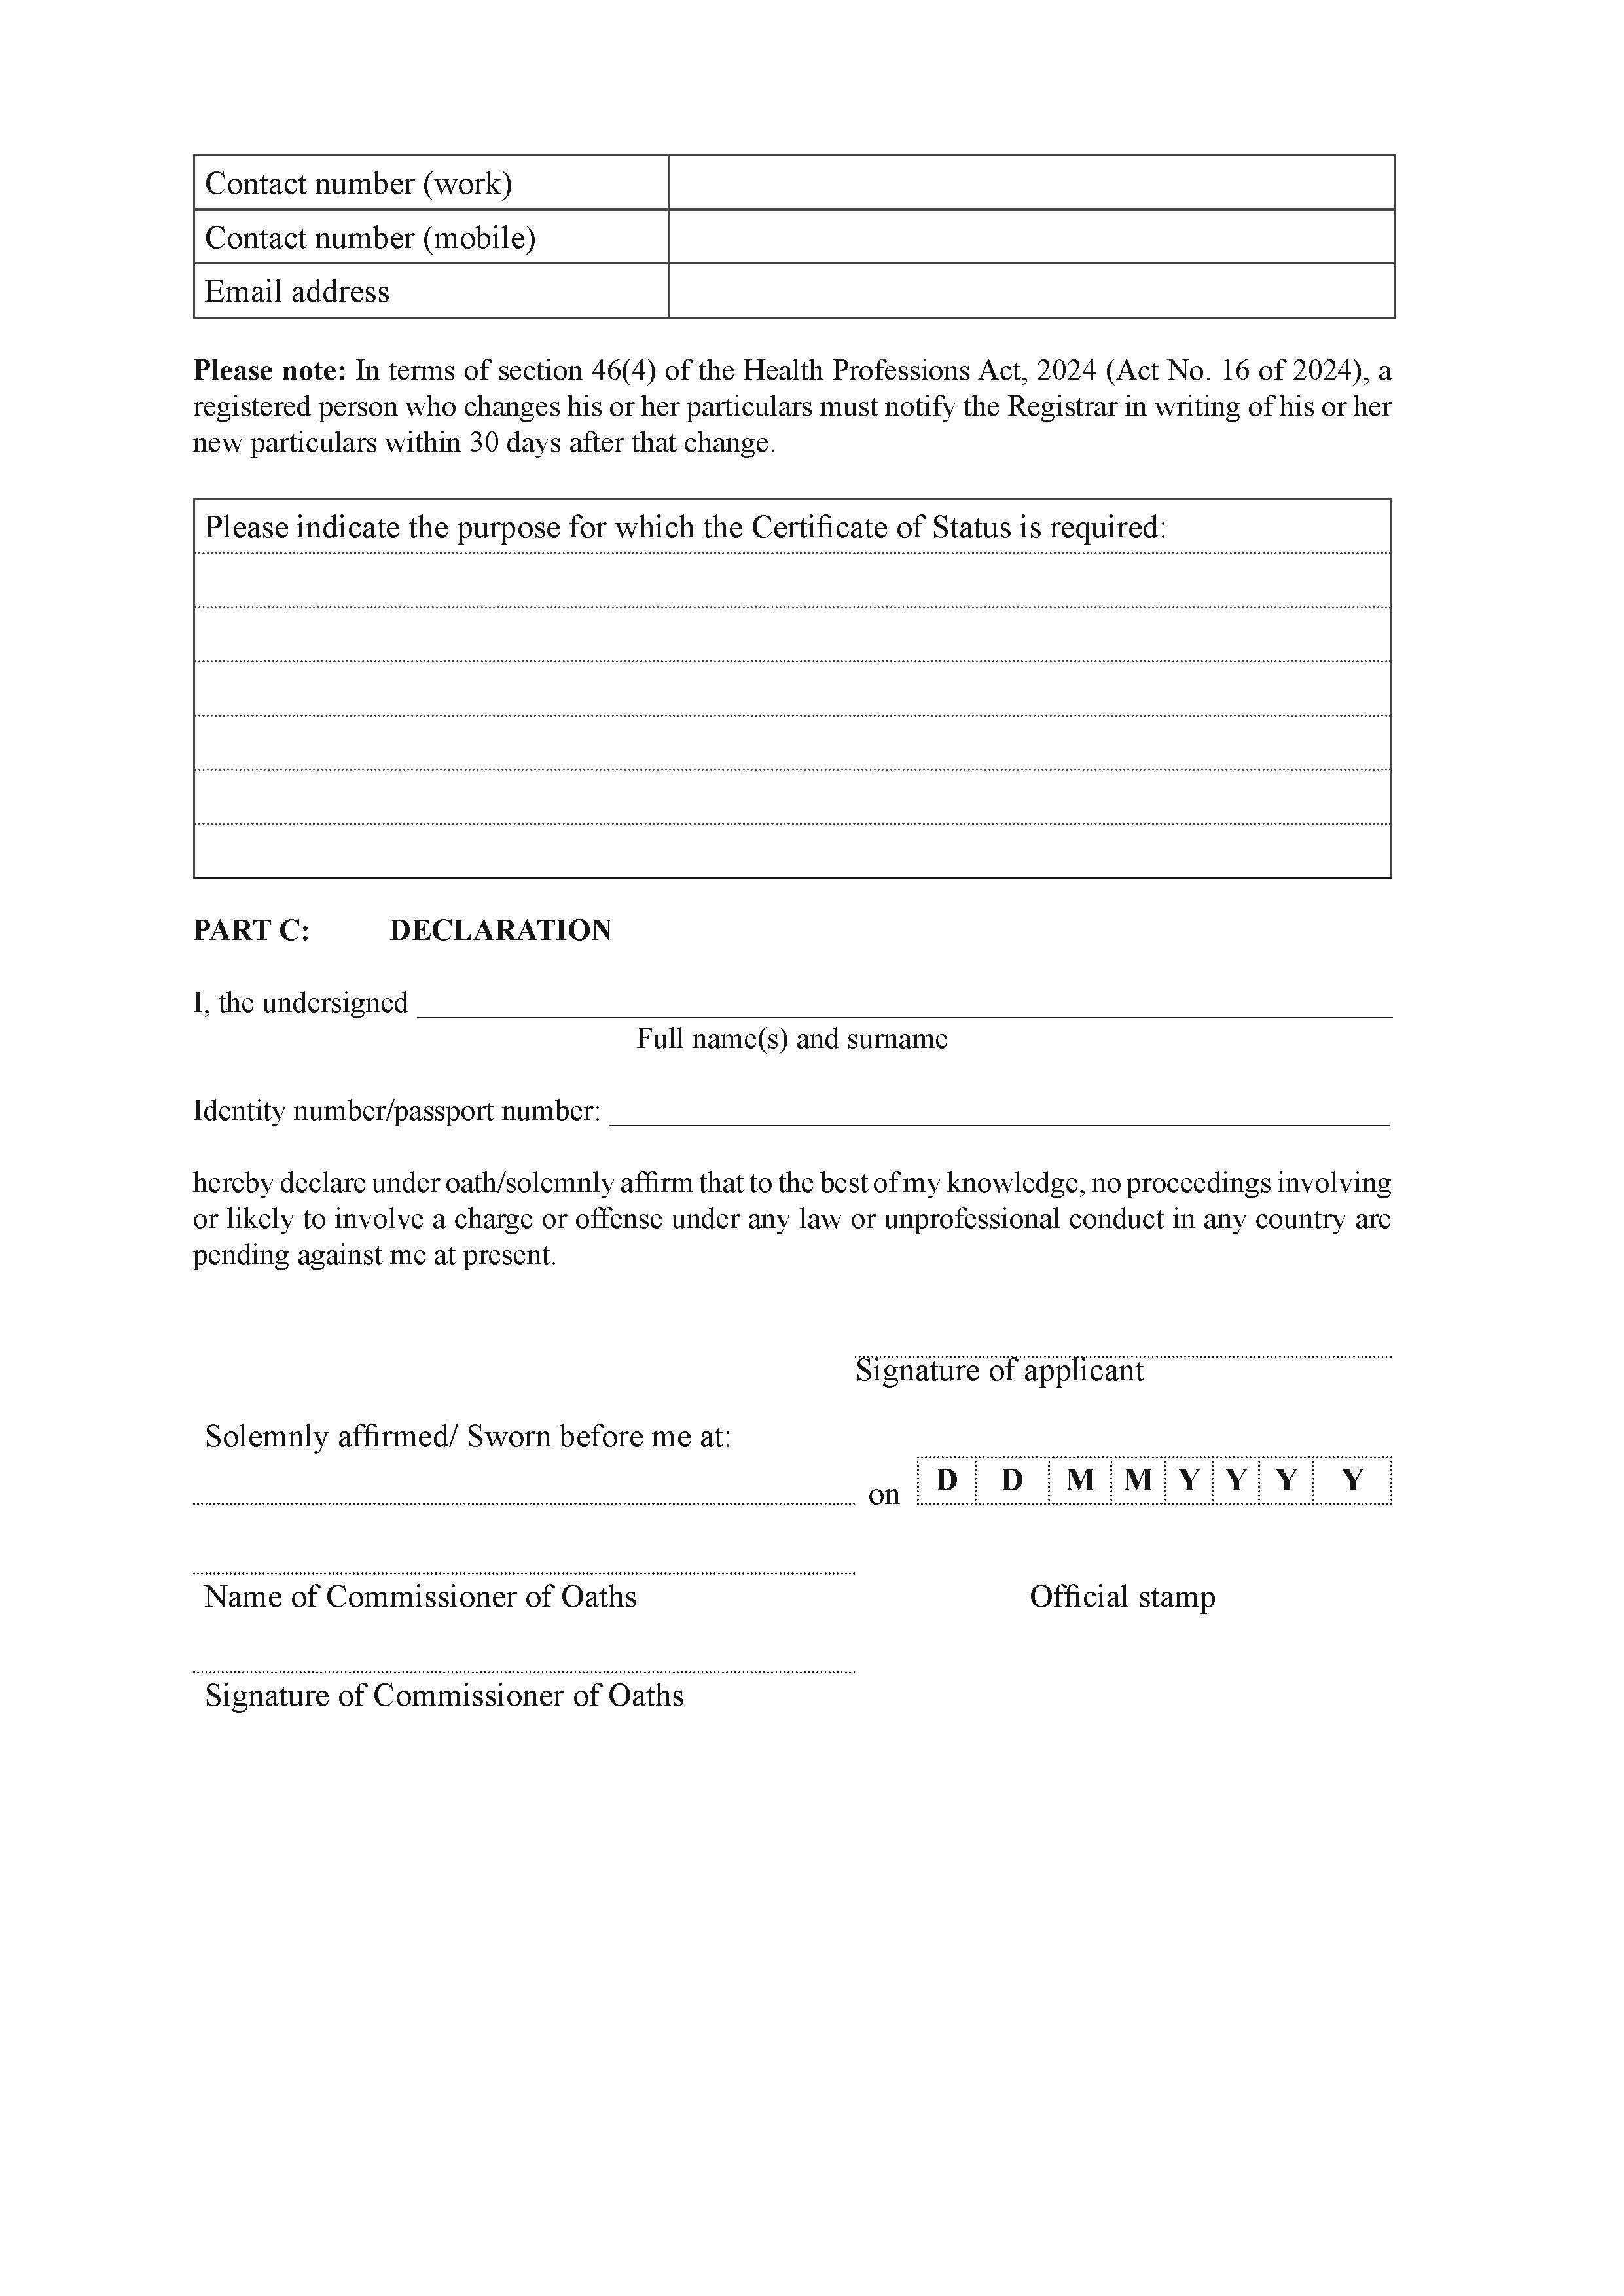 Contact number (work)
Contact number (mobile)
Email address
Please note: In terms of section 46(4) of the Health Professions Act, 2024 (Act No. 16 of 2024), a
registered person who changes his or her particulars must notify the Registrar in writing of his or her
new particulars within 30 days after that change.
Please indicate the purpose for which the Certificate of Status is required:
PART C: DECLARATION
I, the undersigned
Full name(s) and surname
Identity number/passport number:
hereby declare under oath/solemnly affirm that to the best of my knowledge, no proceedings involving
or likely to involve a charge or offense under any law or unprofessional conduct in any country are
pending against me at present.
Signature of applicant
Solemnly affirmed/ Sworn before me at:
on D D M M Y Y Y Y
Name of Commissioner of Oaths Official stamp
Signature of Commissioner of Oaths